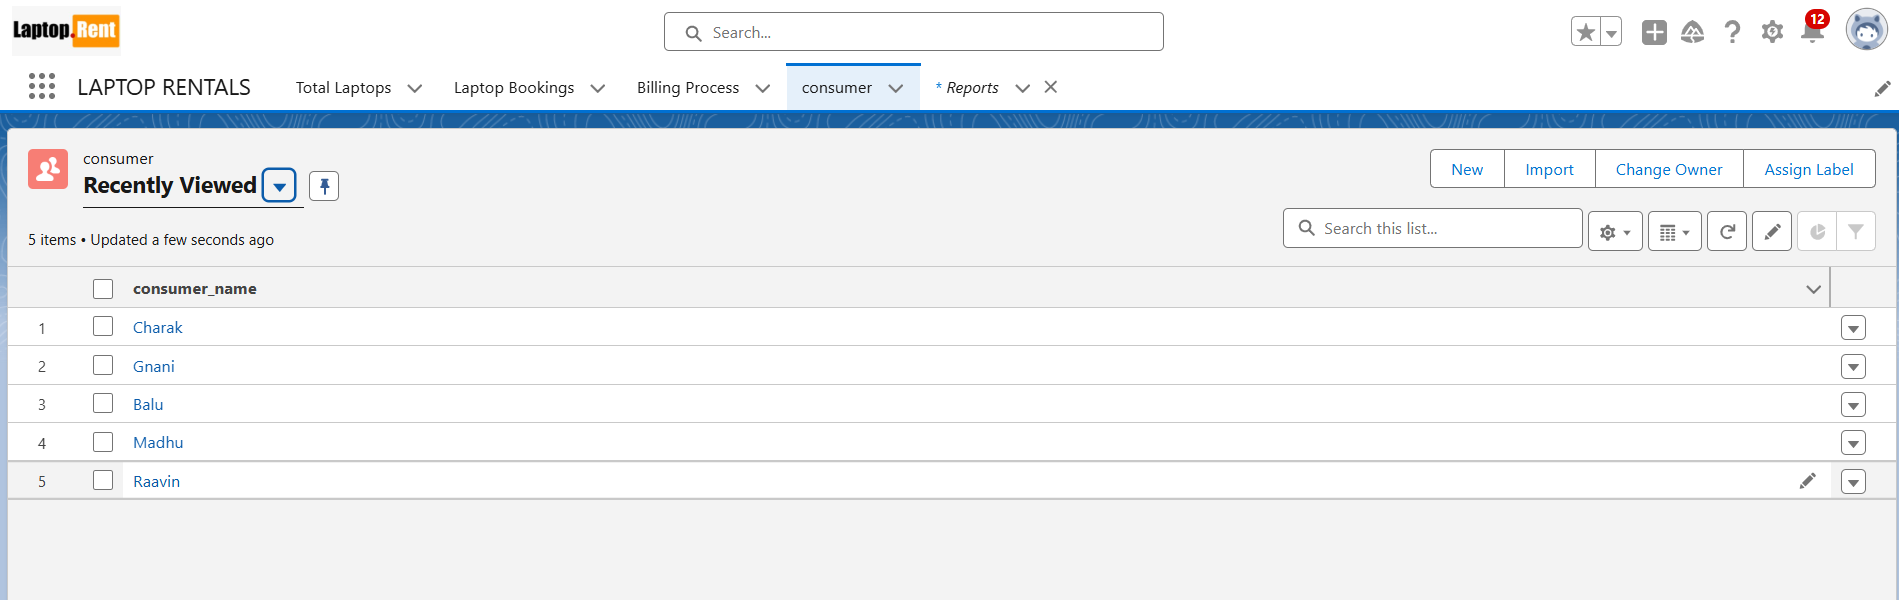 Laptop.Rent
Search...
12
LAPTOP RENTALS
Total Laptops
Laptop Bookings
Billing Process
consumer
* Reports
consumer
Recently Viewed
New
Import
Change Owner
Assign Label
5 items • Updated a few seconds ago
Search this list...
consumer_name
1 Charak
2 Gnani
3 Balu
4 Madhu
5 Raavin